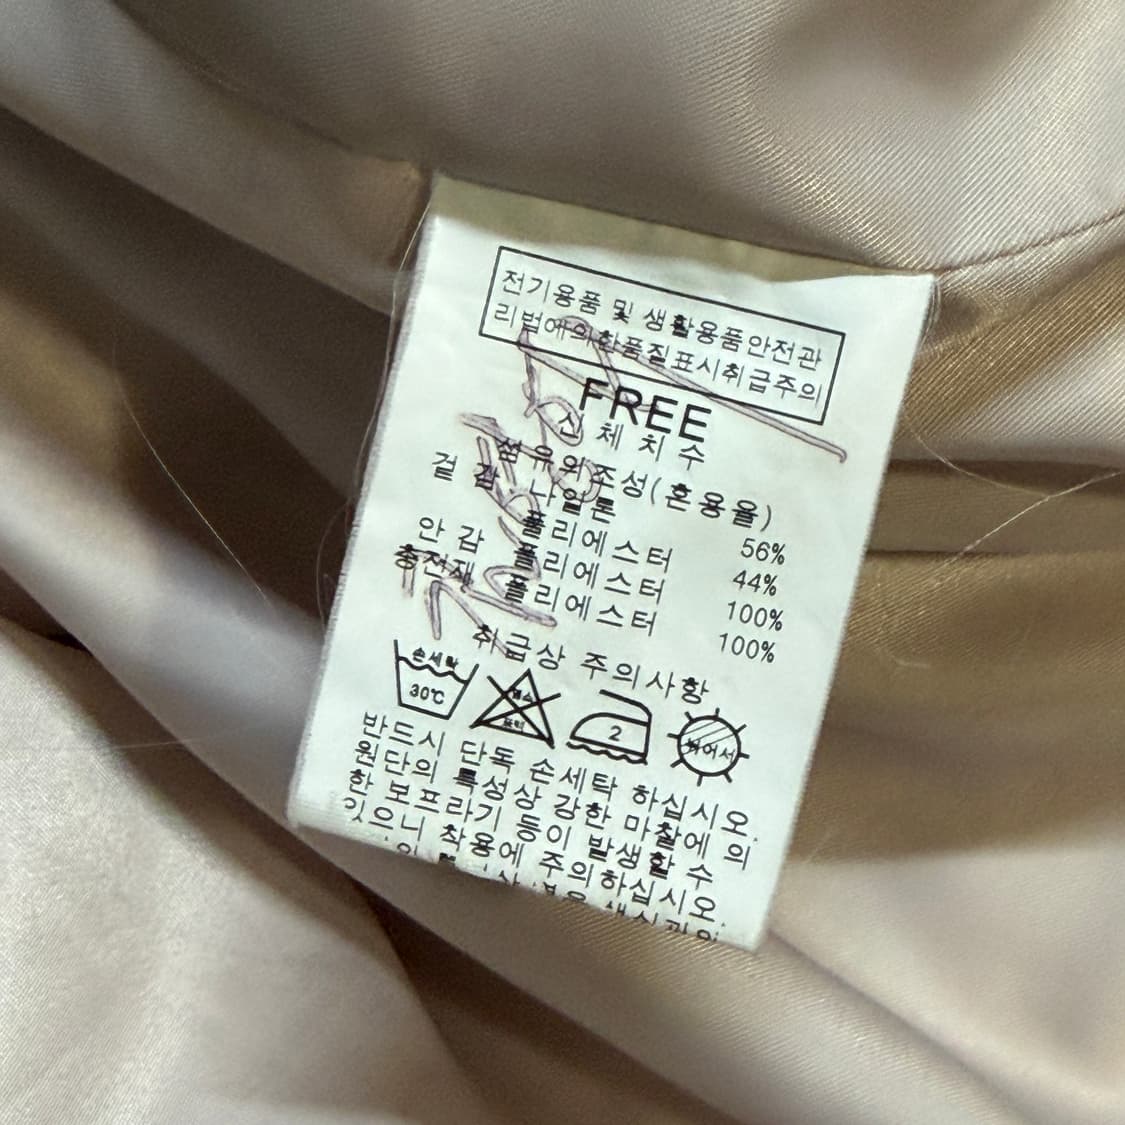 전기용품 및 생활용품안전관
리법에의한품질표시취급주의
FREE
신체치수
섬유의조성(혼용율)
겉감 나일론 56%
폴리에스터 44%
안감 폴리에스터 100%
충전재 폴리에스터 100%
취급상 주의사항
손세탁 30℃
2
뉘어서
반드시 단독 손세탁 하십시오.
원단의 특성상 강한 마찰에 의
한 보프라기 등이 발생할 수
있으니 착용에 주의하십시오.